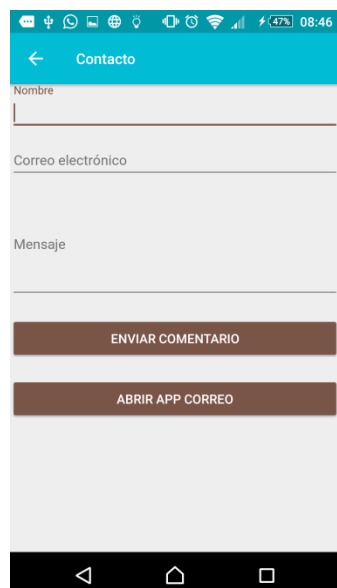 47% 08:46
Contacto
Nombre
Correo electrónico
Mensaje
ENVIAR COMENTARIO
ABRIR APP CORREO